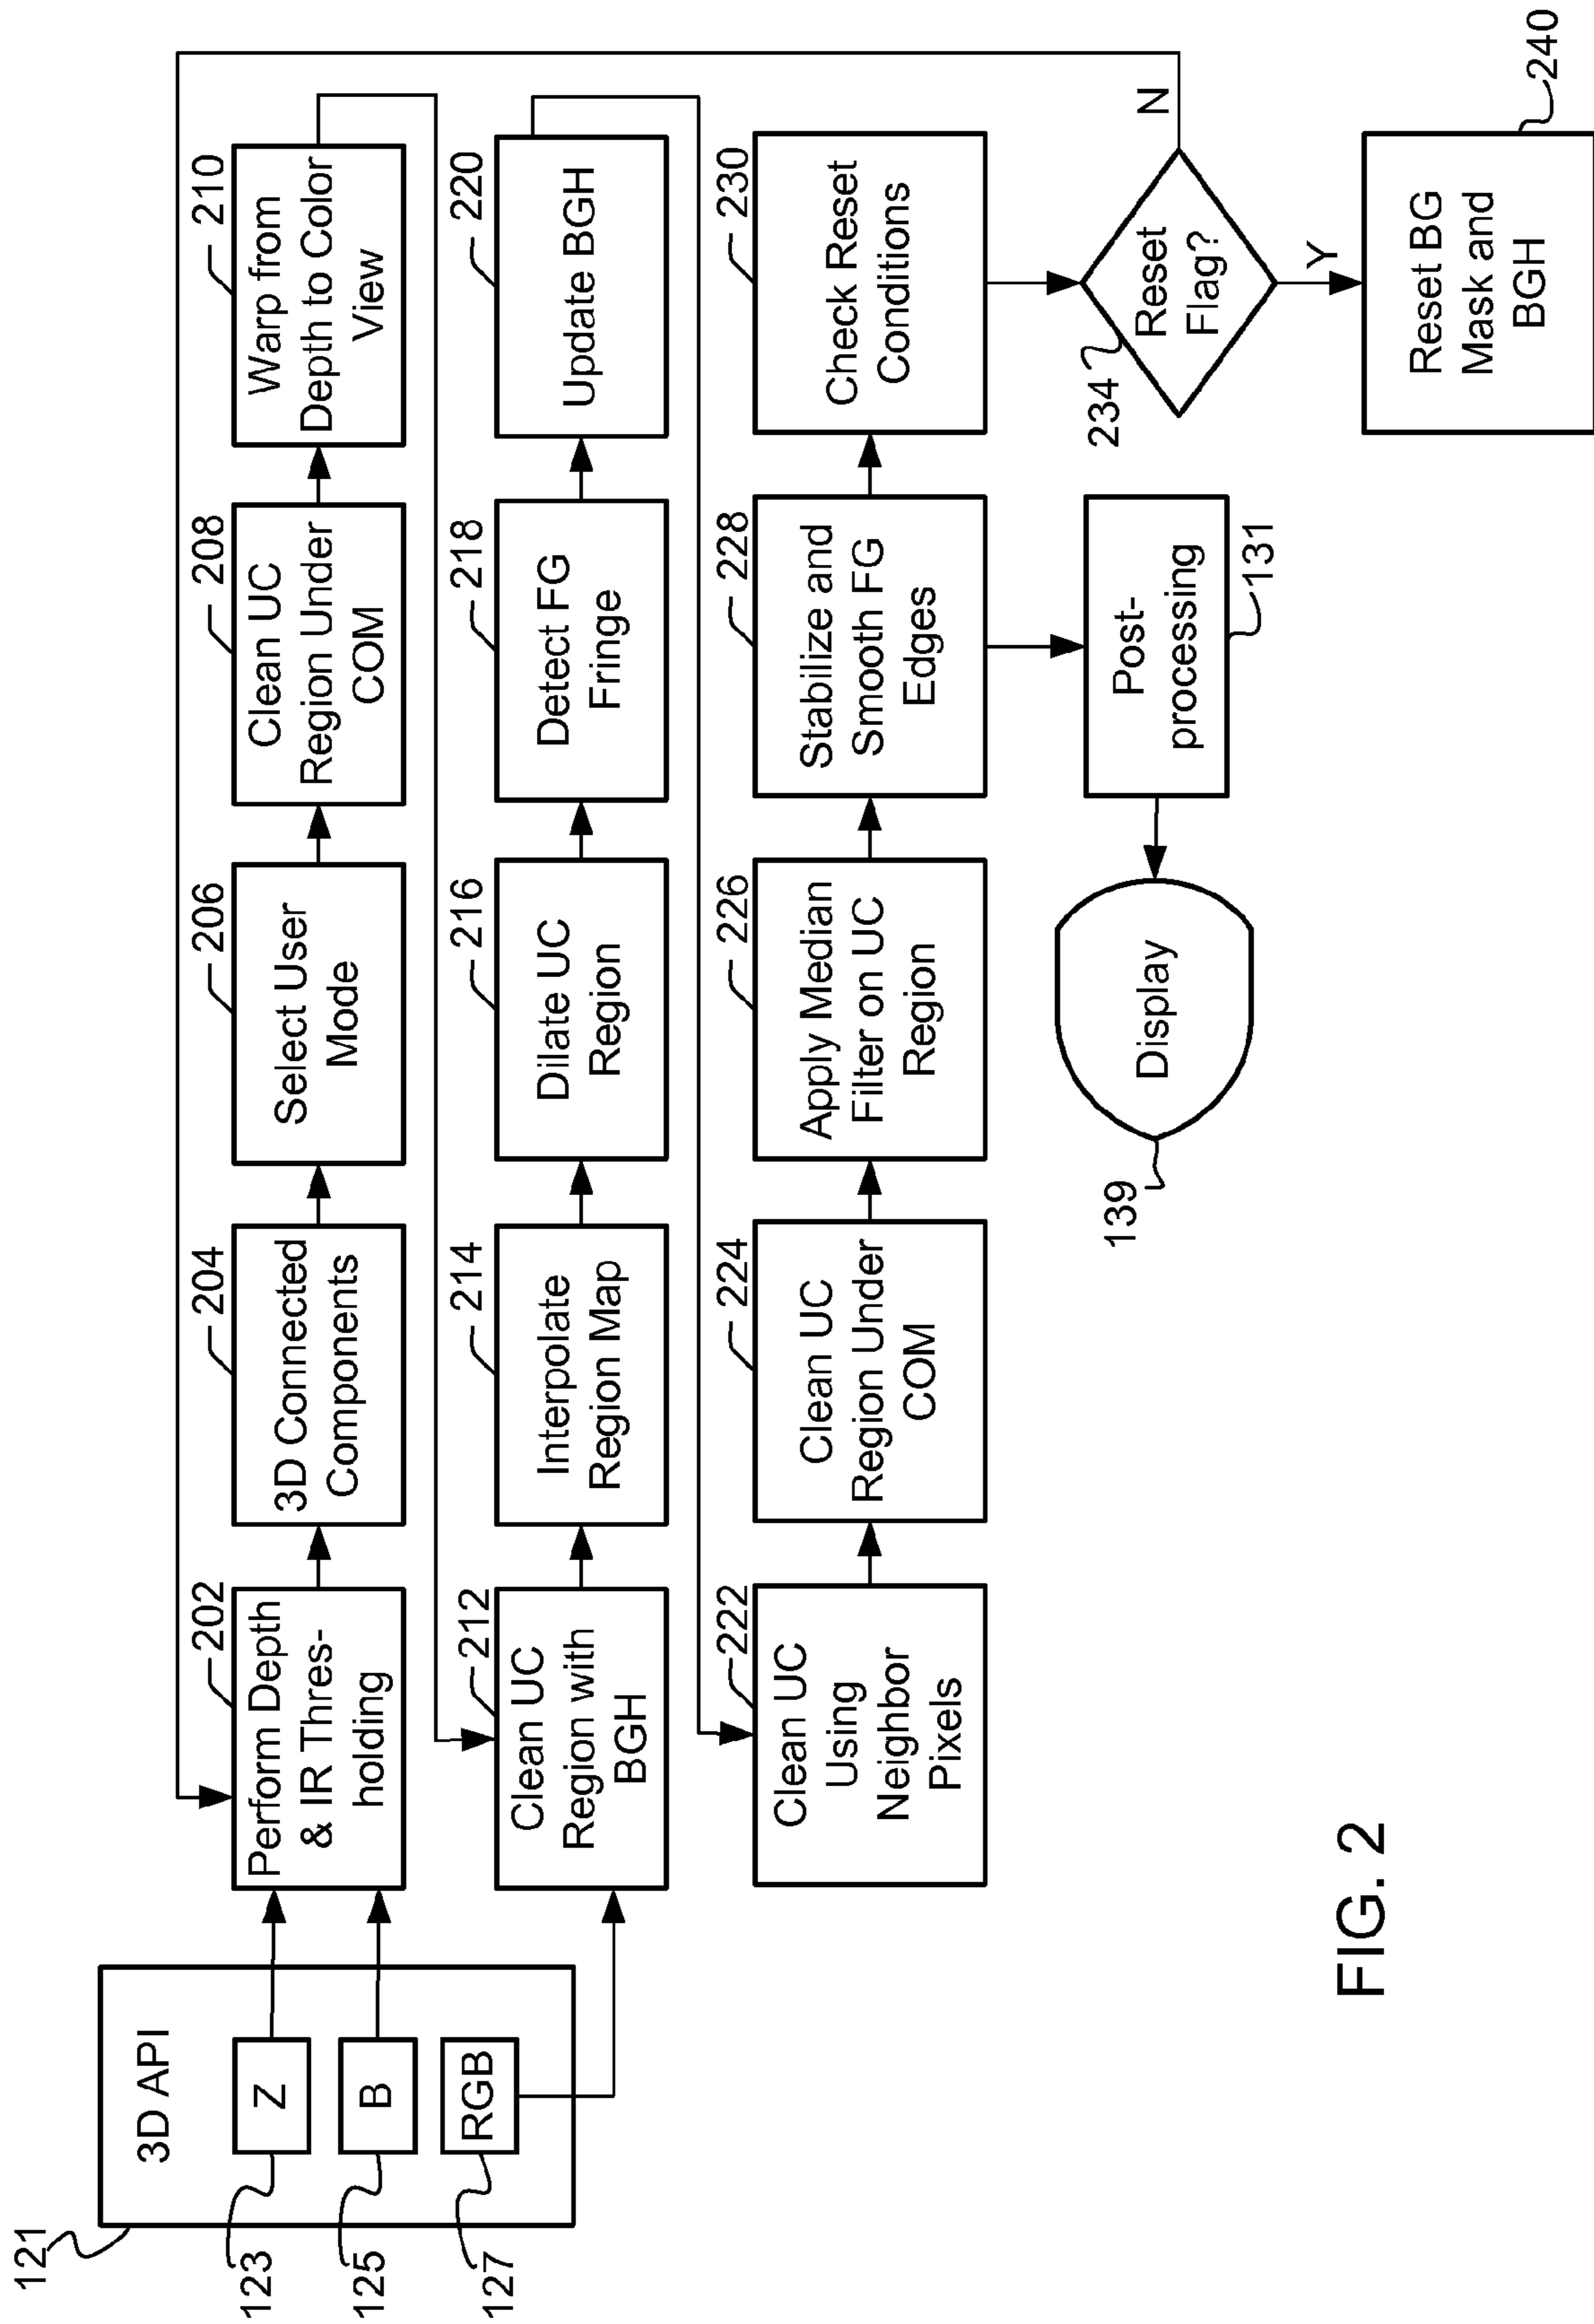 121
3D API
123
Z
125
B
127
RGB
202
Perform Depth
& IR Thres-
holding
204
3D Connected
Components
206
Select User
Mode
208
Clean UC
Region Under
COM
210
Warp from
Depth to Color
View
212
Clean UC
Region with
BGH
214
Interpolate
Region Map
216
Dilate UC
Region
218
Detect FG
Fringe
220
Update BGH
222
Clean UC
Using
Neighbor
Pixels
224
Clean UC
Region Under
COM
226
Apply Median
Filter on UC
Region
228
Stabilize and
Smooth FG
Edges
230
Check Reset
Conditions
139
Display
Post-
processing
131
234
Reset
Flag?
N
Y
Reset BG
Mask and
BGH
240
FIG. 2